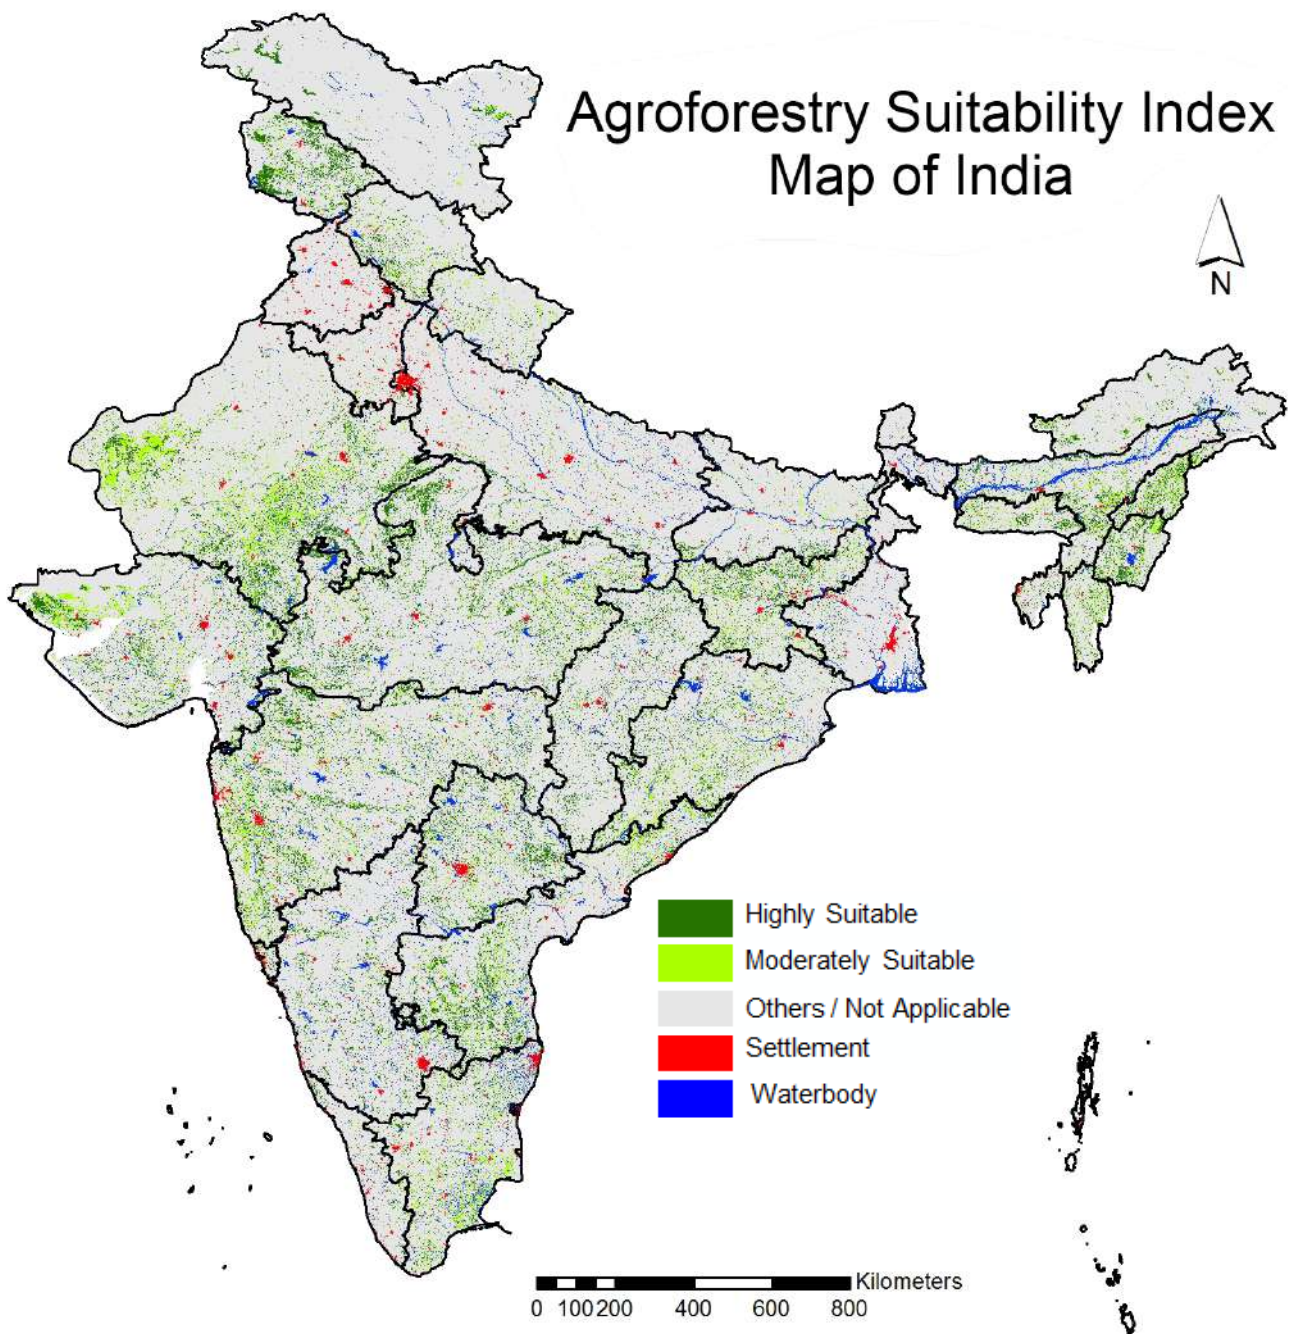 Agroforestry Suitability Index
Map of India
N
Highly Suitable
Moderately Suitable
Others / Not Applicable
Settlement
Waterbody
Kilometers
0 100 200 400 600 800